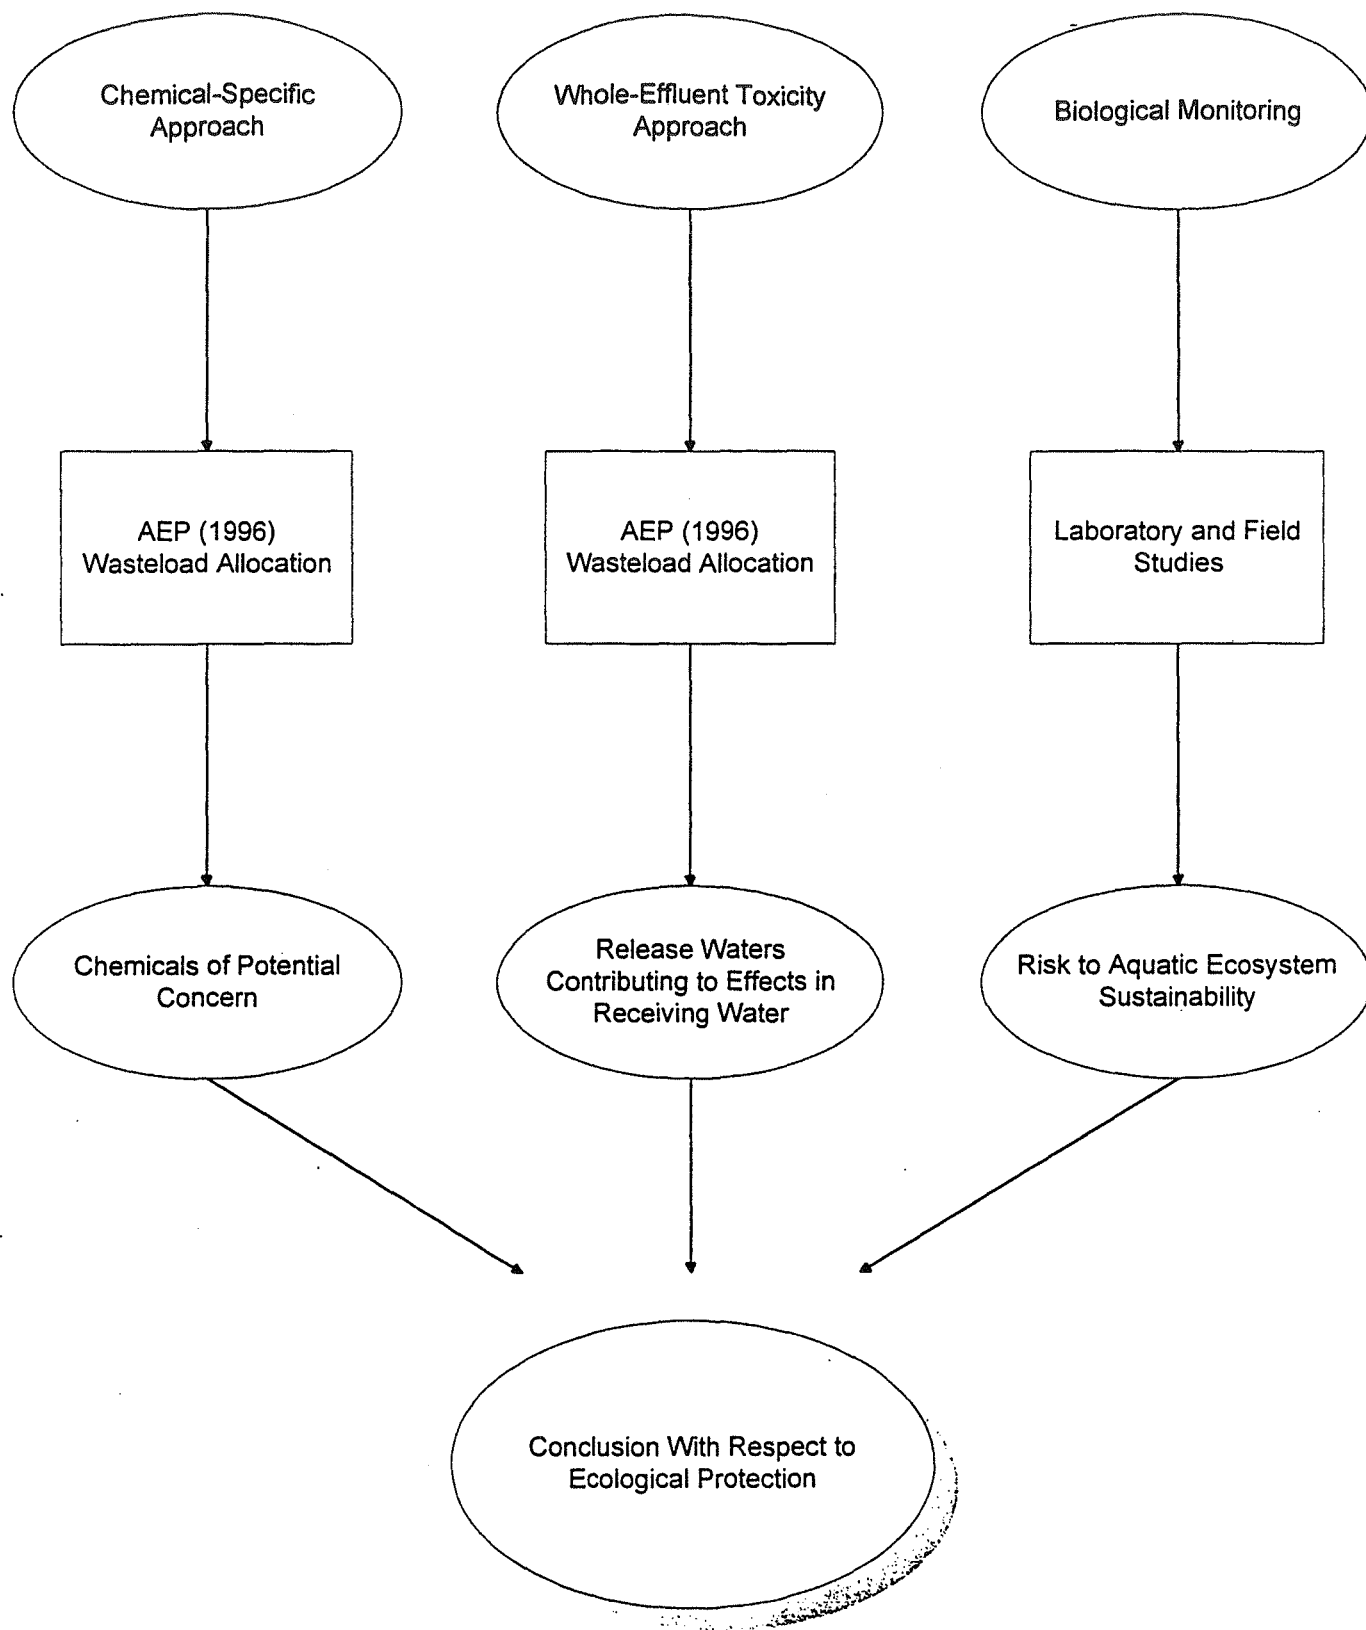 Chemical-Specific
Approach
Whole-Effluent Toxicity
Approach
Biological Monitoring
AEP (1996)
Wasteload Allocation
AEP (1996)
Wasteload Allocation
Laboratory and Field
Studies
Chemicals of Potential
Concern
Release Waters
Contributing to Effects in
Receiving Water
Risk to Aquatic Ecosystem
Sustainability
Conclusion With Respect to
Ecological Protection